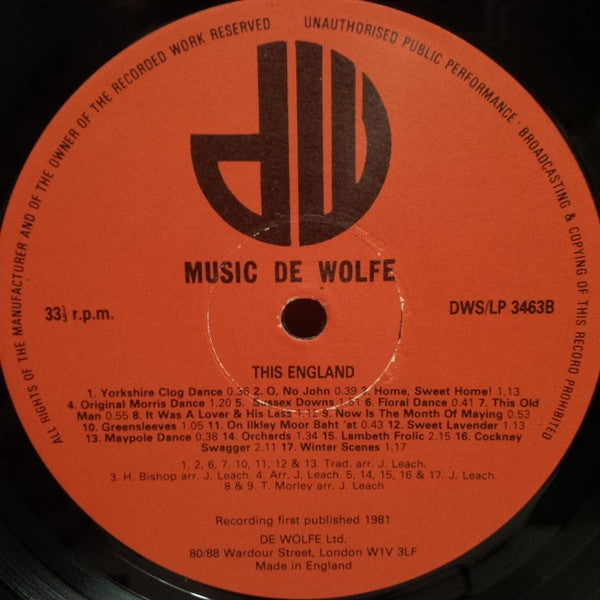 ALL RIGHTS OF THE MANUFACTURER AND OF THE OWNER OF THE RECORDED WORK RESERVED
UNAUTHORISED PUBLIC PERFORMANCE · BROADCASTING & COPYING OF THIS RECORD PROHIBITED
dW
MUSIC DE WOLFE
33⅓ r.p.m.
DWS/LP 3463B
THIS ENGLAND
1. Yorkshire Clog Dance 0.36 2. O, No John 0.39 3. Home, Sweet Home! 1.13
4. Original Morris Dance 1.20 5. Sussex Downs 1.51 6. Floral Dance 0.41 7. This Old
Man 0.55 8. It Was A Lover & His Lass 1.12 9. Now Is The Month Of Maying 0.53
10. Greensleeves 1.05 11. On Ilkley Moor Baht 'at 0.43 12. Sweet Lavender 1.13
13. Maypole Dance 0.38 14. Orchards 1.34 15. Lambeth Frolic 2.15 16. Cockney
Swagger 2.11 17. Winter Scenes 1.17
1, 2, 6, 7, 10, 11, 12 & 13. Trad. arr. J. Leach.
3. H. Bishop arr. J. Leach. 4. Arr. J. Leach. 5, 14, 15, 16 & 17. J. Leach.
8 & 9. T. Morley arr. J. Leach
Recording first published 1981
DE WOLFE Ltd.
80/88 Wardour Street, London W1V 3LF
Made in England